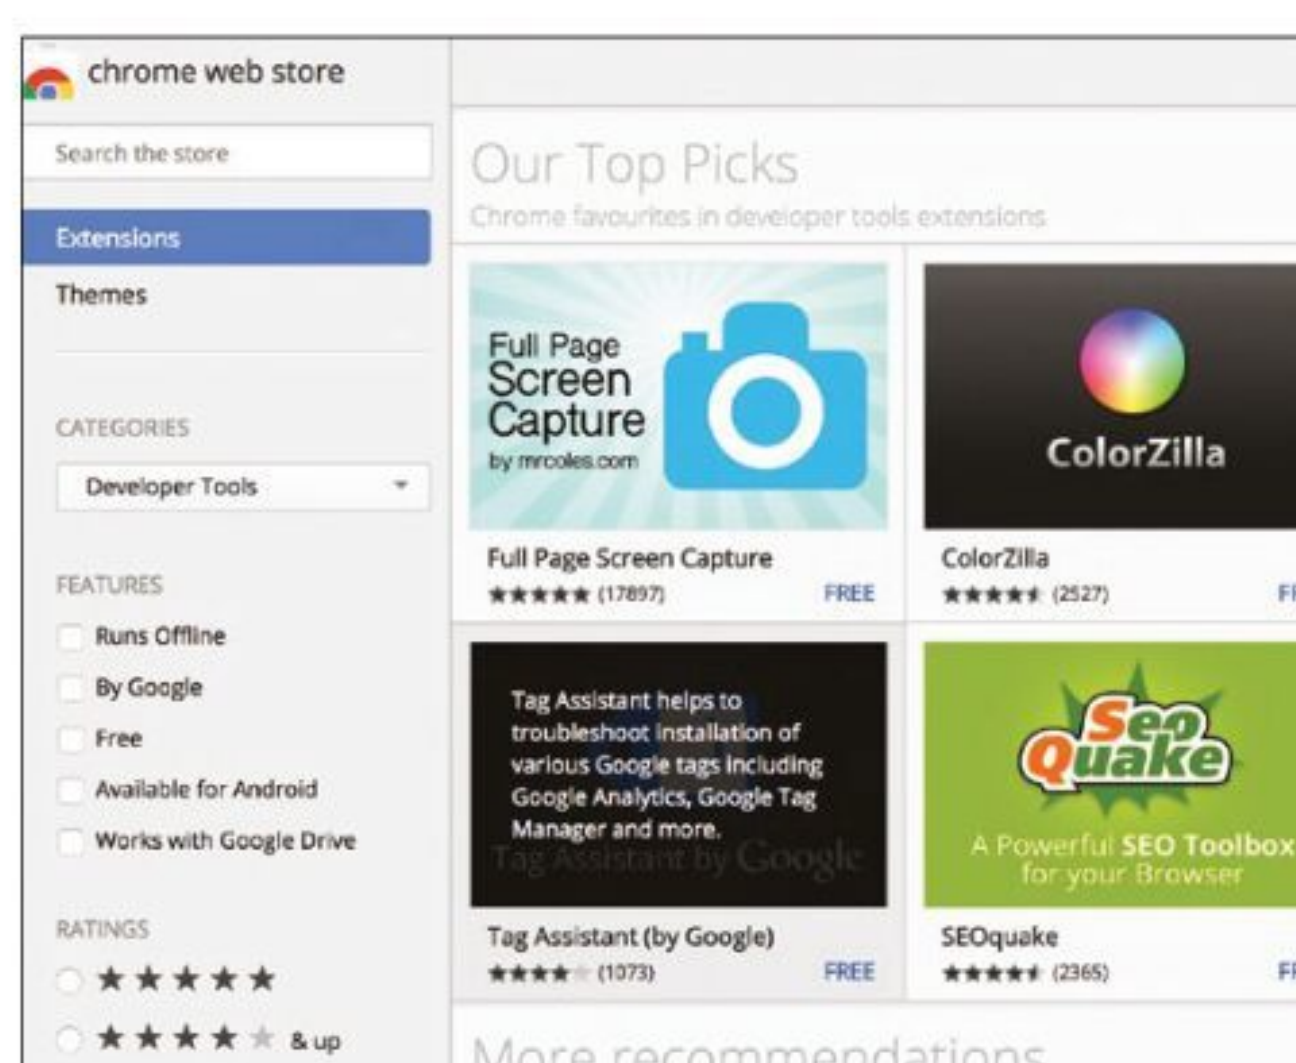 chrome web store
Search the store
Extensions
Themes
CATEGORIES
Developer Tools
FEATURES
Runs Offline
By Google
Free
Available for Android
Works with Google Drive
RATINGS
& up
Our Top Picks
Chrome favourites in developer tools extensions
Full Page
Screen
Capture
by mrcoles.com
Full Page Screen Capture
(17897) FREE
ColorZilla
ColorZilla
(2527)
Tag Assistant helps to
troubleshoot installation of
various Google tags including
Google Analytics, Google Tag
Manager and more.
Tag Assistant by Google
Tag Assistant (by Google)
(1073) FREE
Seo
Quake
A Powerful SEO Toolbox
for your Browser
SEOquake
(2365)
More recommendations